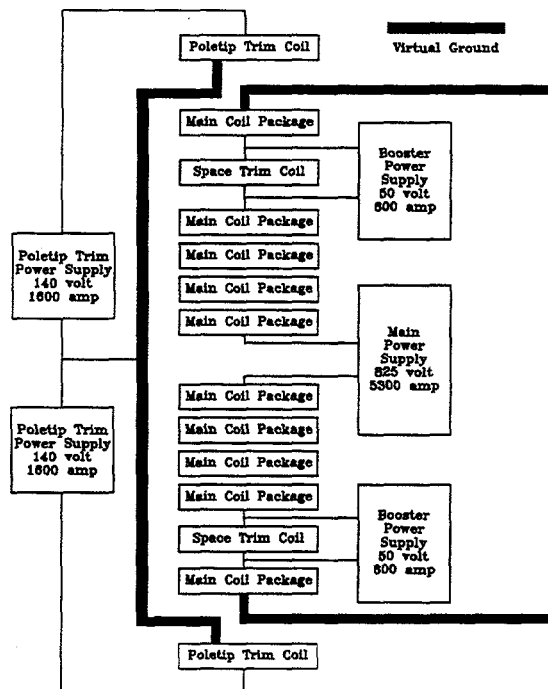 Poletip Trim Coil
Virtual Ground
Main Coil Package
Booster
Power
Supply
50 volt
600 amp
Space Trim Coil
Main Coil Package
Main Coil Package
Main Coil Package
Main Coil Package
Poletip Trim
Power Supply
140 volt
1600 amp
Main
Power
Supply
825 volt
5300 amp
Main Coil Package
Main Coil Package
Main Coil Package
Main Coil Package
Poletip Trim
Power Supply
140 volt
1600 amp
Booster
Power
Supply
50 volt
600 amp
Space Trim Coil
Main Coil Package
Poletip Trim Coil